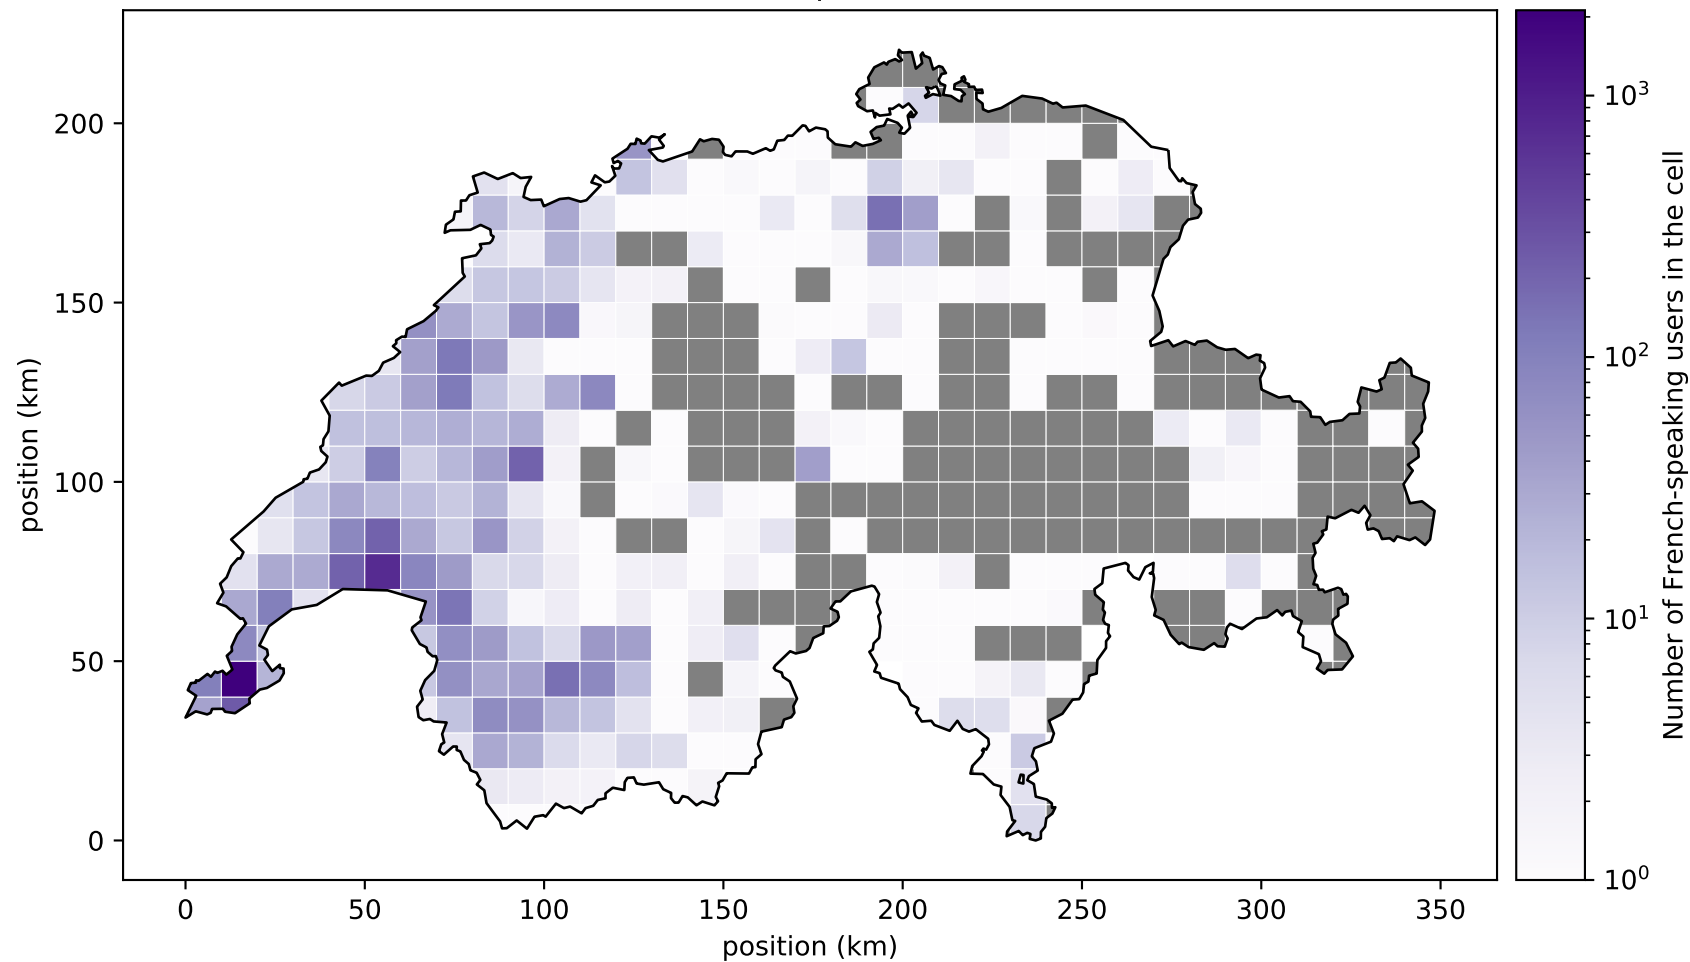 200
150
100
50
0
position (km)
0 50 100 150 200 250 300 350
position (km)
10³
10²
10¹
10⁰
Number of French-speaking users in the cell